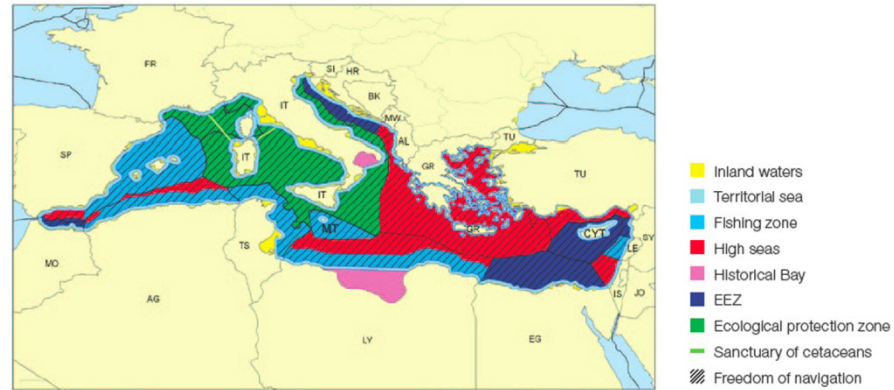 FR
SI
HR
IT
BK
MW
SP
IT
AL
TU
GR
TU
IT
MT
GR
CYT
SY
LE
MO
TS
IS
JO
AG
LY
EG
Inland waters
Territorial sea
Fishing zone
High seas
Historical Bay
EEZ
Ecological protection zone
Sanctuary of cetaceans
Freedom of navigation